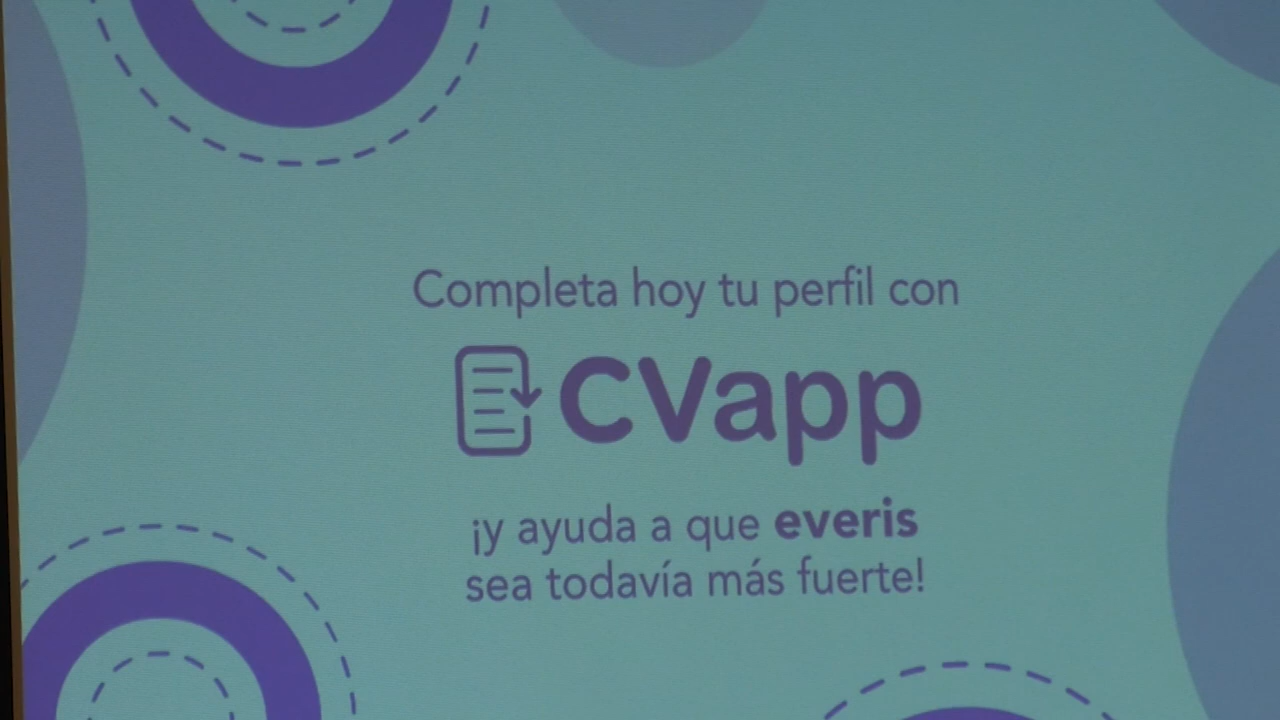 Completa hoy tu perfil con
CVapp
¡y ayuda a que everis
sea todavía más fuerte!